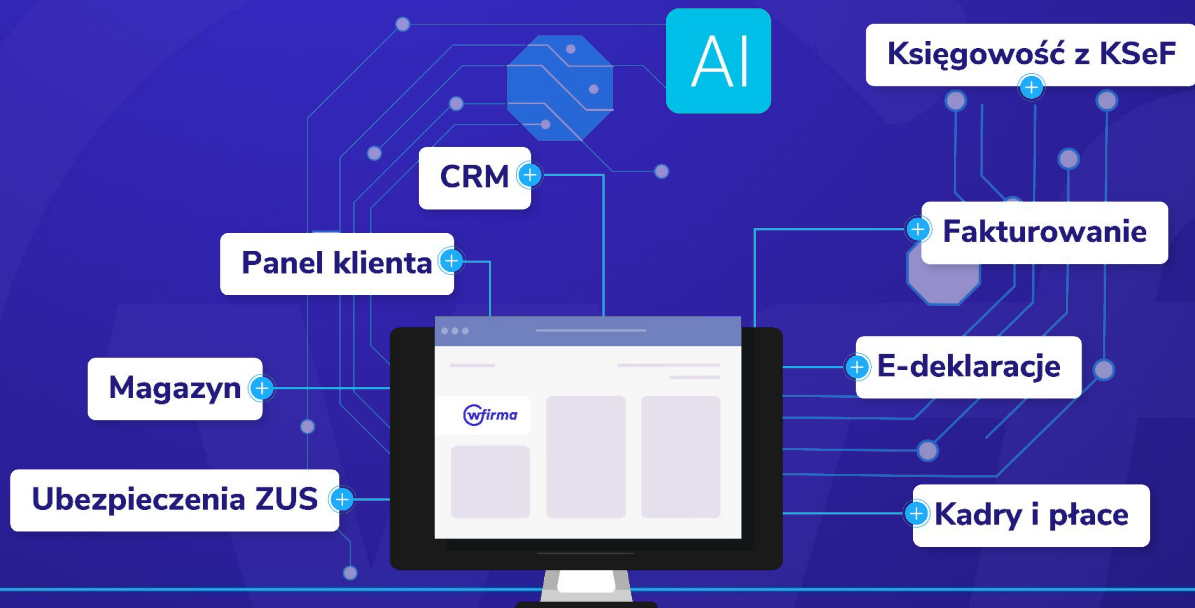 AI
Księgowość z KSeF
CRM
Fakturowanie
Panel klienta
E-deklaracje
Magazyn
wfirma
Ubezpieczenia ZUS
Kadry i płace